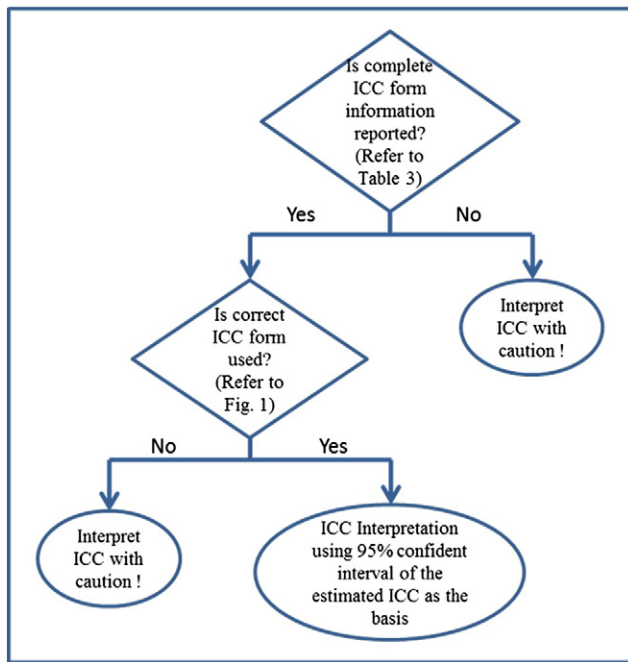 Is complete
ICC form
information
reported?
(Refer to
Table 3)
Yes
No
Is correct
ICC form
used?
(Refer to
Fig. 1)
Interpret
ICC with
caution !
No
Yes
Interpret
ICC with
caution !
ICC Interpretation
using 95% confident
interval of the
estimated ICC as the
basis